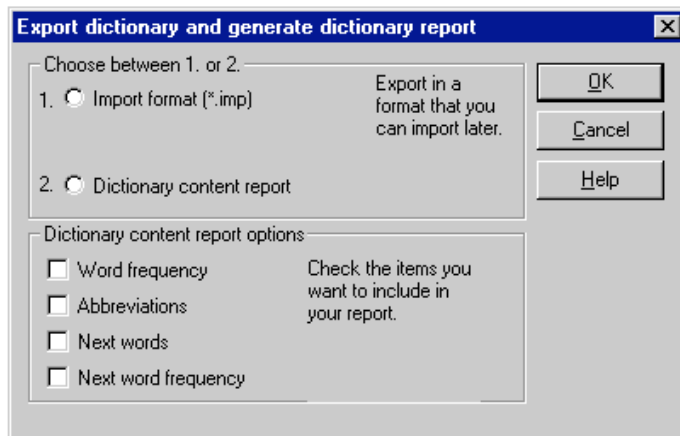 Export dictionary and generate dictionary report
Choose between 1. or 2.
1. Import format (*.imp)
Export in a
format that you
can import later.
2. Dictionary content report
OK
Cancel
Help
Dictionary content report options
Word frequency
Abbreviations
Next words
Next word frequency
Check the items you
want to include in
your report.